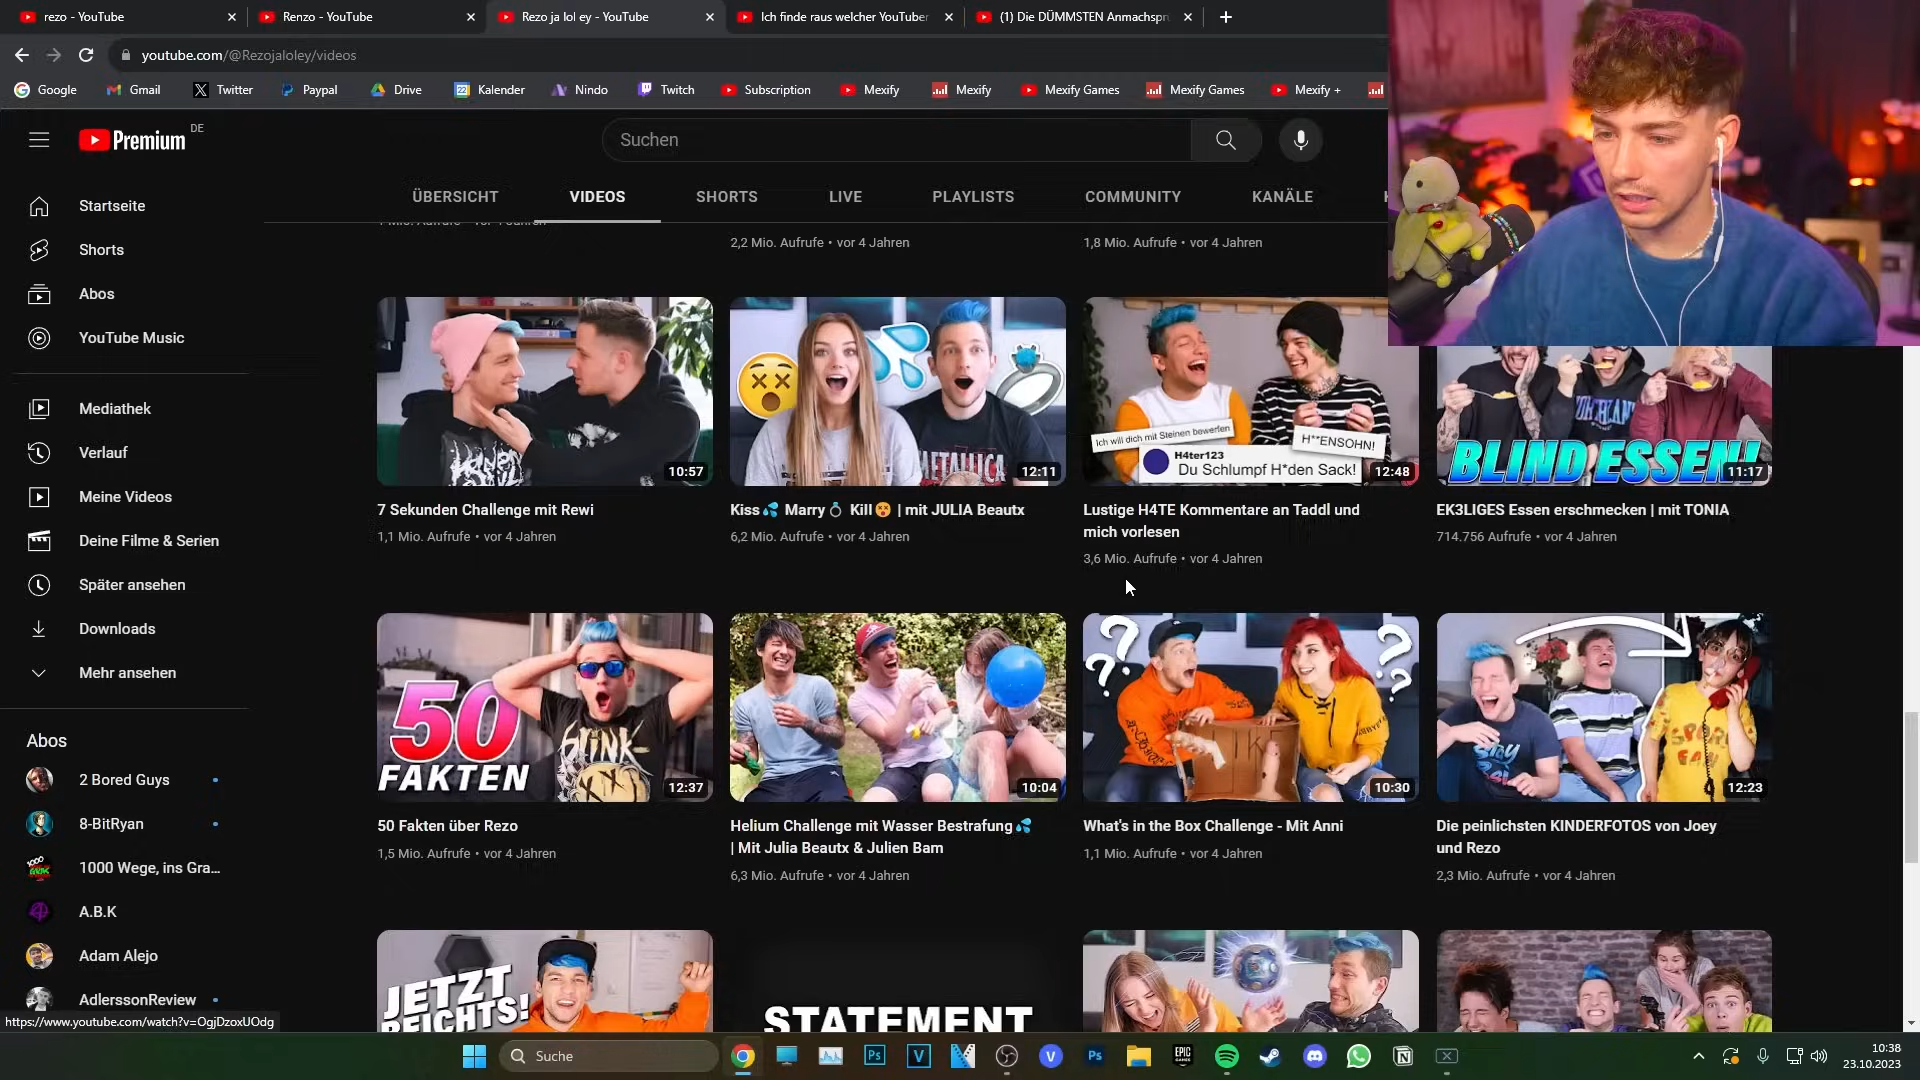 rezo - YouTube
Renzo - YouTube
Rezo ja lol ey - YouTube
Ich finde raus welcher YouTuber
(1) Die DÜMMSTEN Anmachspru
youtube.com/@Rezojaloley/videos
Google
Gmail
Twitter
Paypal
Drive
Kalender
Nindo
Twitch
Subscription
Mexify
Mexify
Mexify Games
Mexify Games
Mexify +
Premium DE
Suchen
ÜBERSICHT
VIDEOS
SHORTS
LIVE
PLAYLISTS
COMMUNITY
KANÄLE
Startseite
Shorts
Abos
YouTube Music
Mediathek
Verlauf
Meine Videos
Deine Filme & Serien
Später ansehen
Downloads
Mehr ansehen
Abos
2 Bored Guys
8-BitRyan
1000 Wege, ins Gra...
A.B.K
Adam Alejo
AdlerssonReview
https://www.youtube.com/watch?v=OgjDzoxUOdg
2,2 Mio. Aufrufe • vor 4 Jahren
1,8 Mio. Aufrufe • vor 4 Jahren
10:57
7 Sekunden Challenge mit Rewi
1,1 Mio. Aufrufe • vor 4 Jahren
METALLICA
12:11
Kiss💦 Marry💍 Kill😵 | mit JULIA Beautx
6,2 Mio. Aufrufe • vor 4 Jahren
Ich will dich mit Steinen bewerfen
H**ENSOHN!
H4ter123
Du Schlumpf H*den Sack!
12:48
Lustige H4TE Kommentare an Taddl und
mich vorlesen
3,6 Mio. Aufrufe • vor 4 Jahren
BLIND ESSEN!
11:17
EK3LIGES Essen erschmecken | mit TONIA
714.756 Aufrufe • vor 4 Jahren
50
FAKTEN
12:37
50 Fakten über Rezo
1,5 Mio. Aufrufe • vor 4 Jahren
10:04
Helium Challenge mit Wasser Bestrafung💦
| Mit Julia Beautx & Julien Bam
6,3 Mio. Aufrufe • vor 4 Jahren
??
??
10:30
What's in the Box Challenge - Mit Anni
1,1 Mio. Aufrufe • vor 4 Jahren
12:23
Die peinlichsten KINDERFOTOS von Joey
und Rezo
2,3 Mio. Aufrufe • vor 4 Jahren
JETZT
REICHTS!
STATEMENT
Suche
10:38
23.10.2023